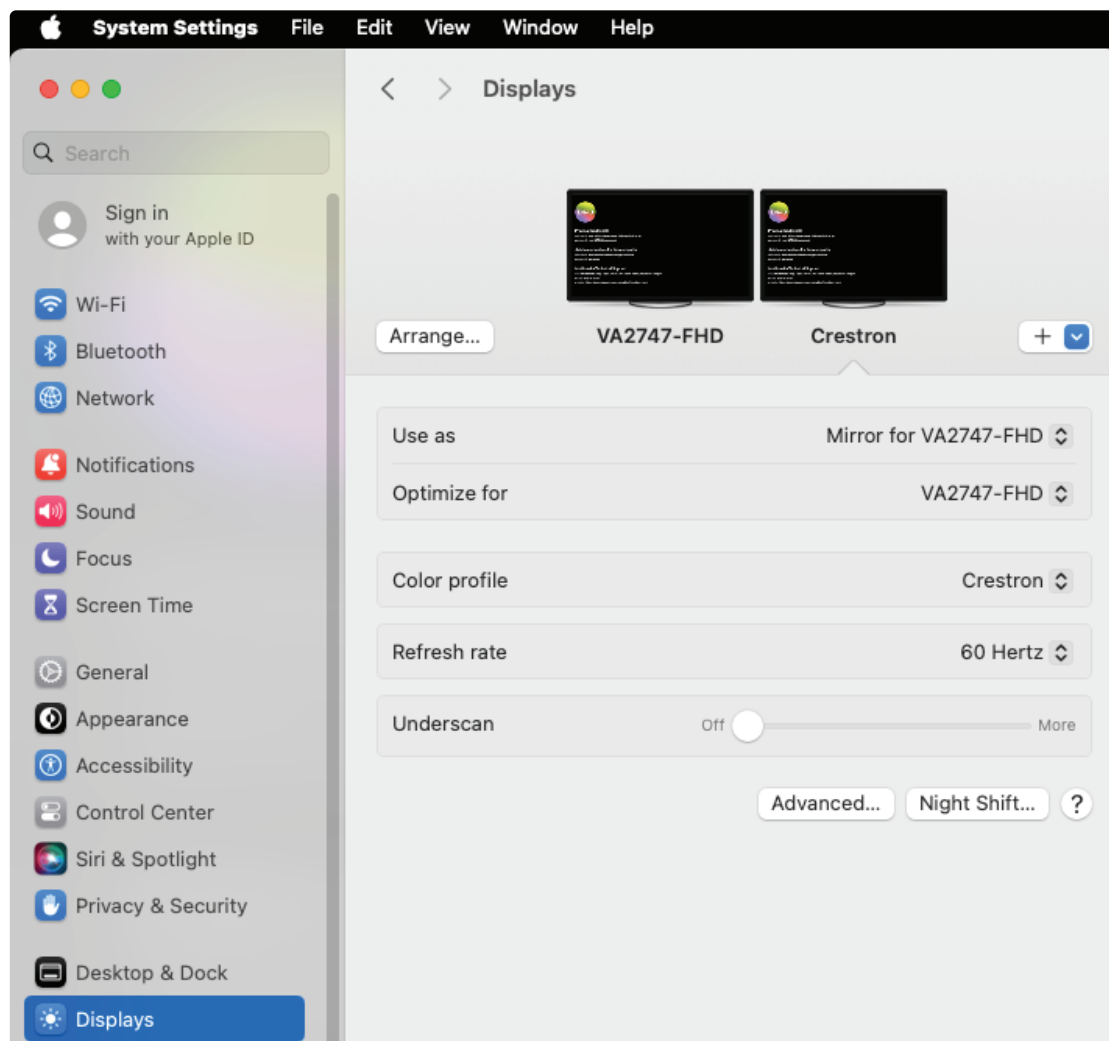 System Settings File Edit View Window Help
Displays
Search
Sign in
with your Apple ID
Wi-Fi
Bluetooth
Network
Notifications
Sound
Focus
Screen Time
General
Appearance
Accessibility
Control Center
Siri & Spotlight
Privacy & Security
Desktop & Dock
Displays
Arrange... VA2747-FHD Crestron
Use as Mirror for VA2747-FHD
Optimize for VA2747-FHD
Color profile Crestron
Refresh rate 60 Hertz
Underscan Off More
Advanced... Night Shift... ?